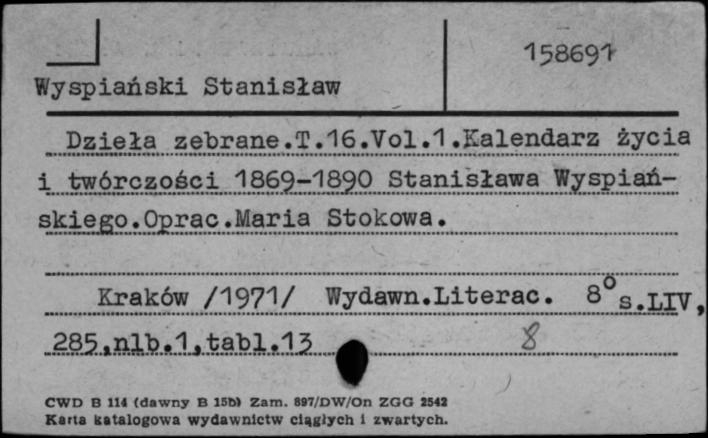 158691
Wyspiański Stanisław
Dzieła zebrane.T.16.Vol.1.Kalendarz życia
i twórczości 1869-1890 Stanisława Wyspiań-
skiego.Oprac.Maria Stokowa.
Kraków /1971/ Wydawn.Literac. 8° s.LIV,
285,nlb.1,tabl.13 8
CWD B 114 (dawny B 15b) Zam. 897/DW/On ZGG 2542
Karta katalogowa wydawnictw ciągłych i zwartych.